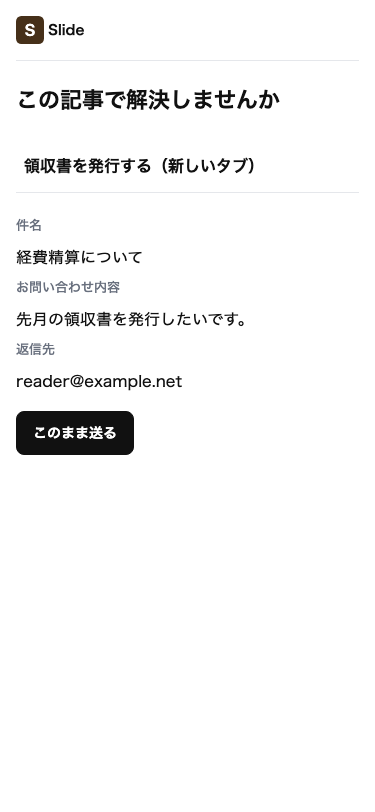 S Slide
この記事で解決しませんか
領収書を発行する（新しいタブ）
件名
経費精算について
お問い合わせ内容
先月の領収書を発行したいです。
返信先
reader@example.net
このまま送る